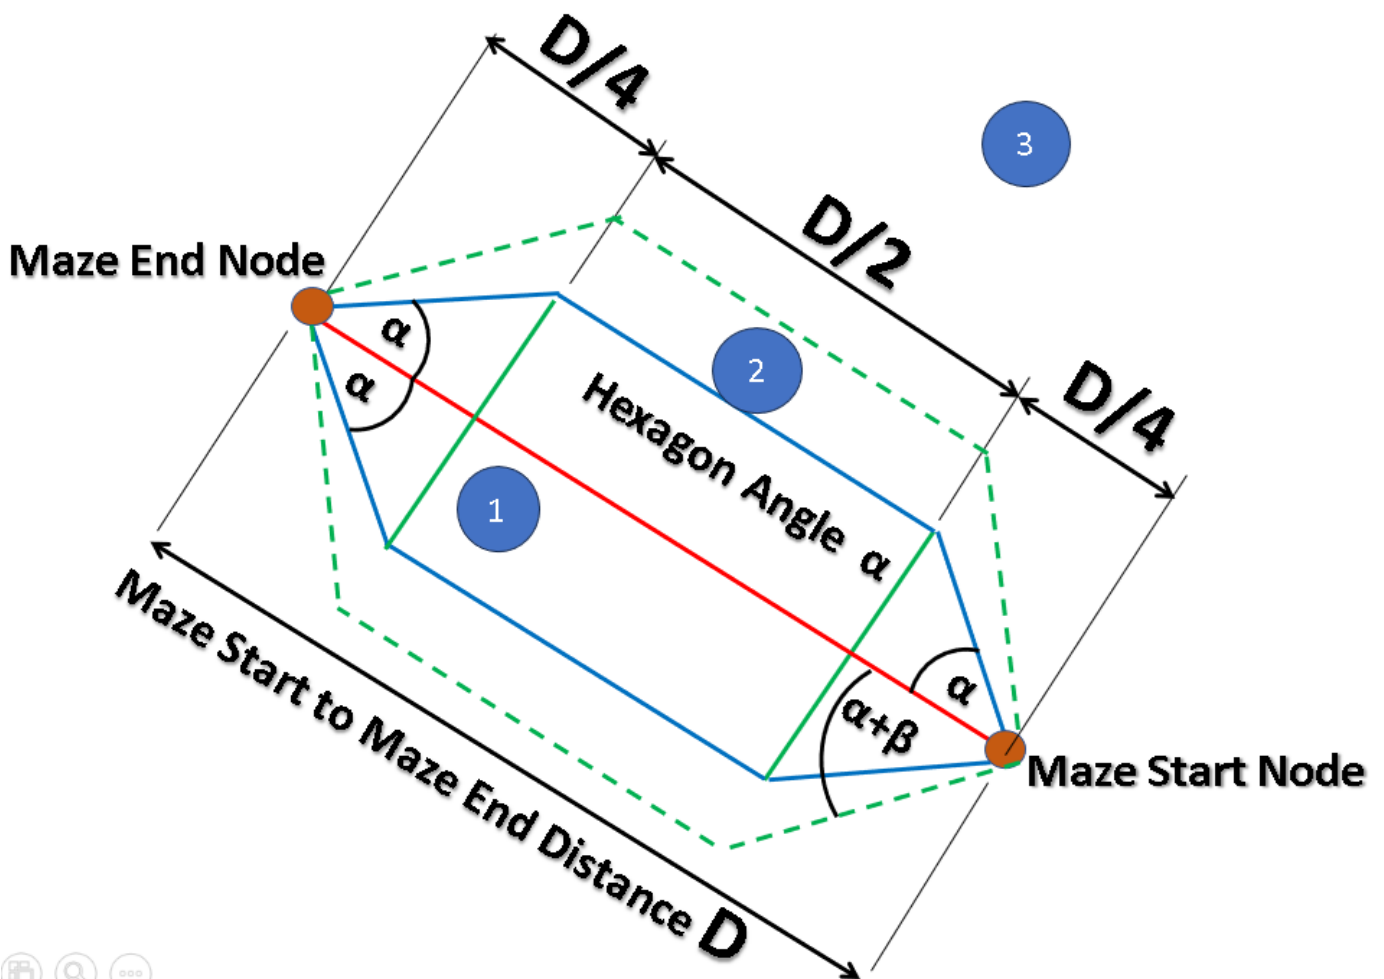 D/4
3
D/2
Maze End Node
α
2
D/4
α
Hexagon Angle α
1
α
α+β
Maze Start Node
Maze Start to Maze End Distance D